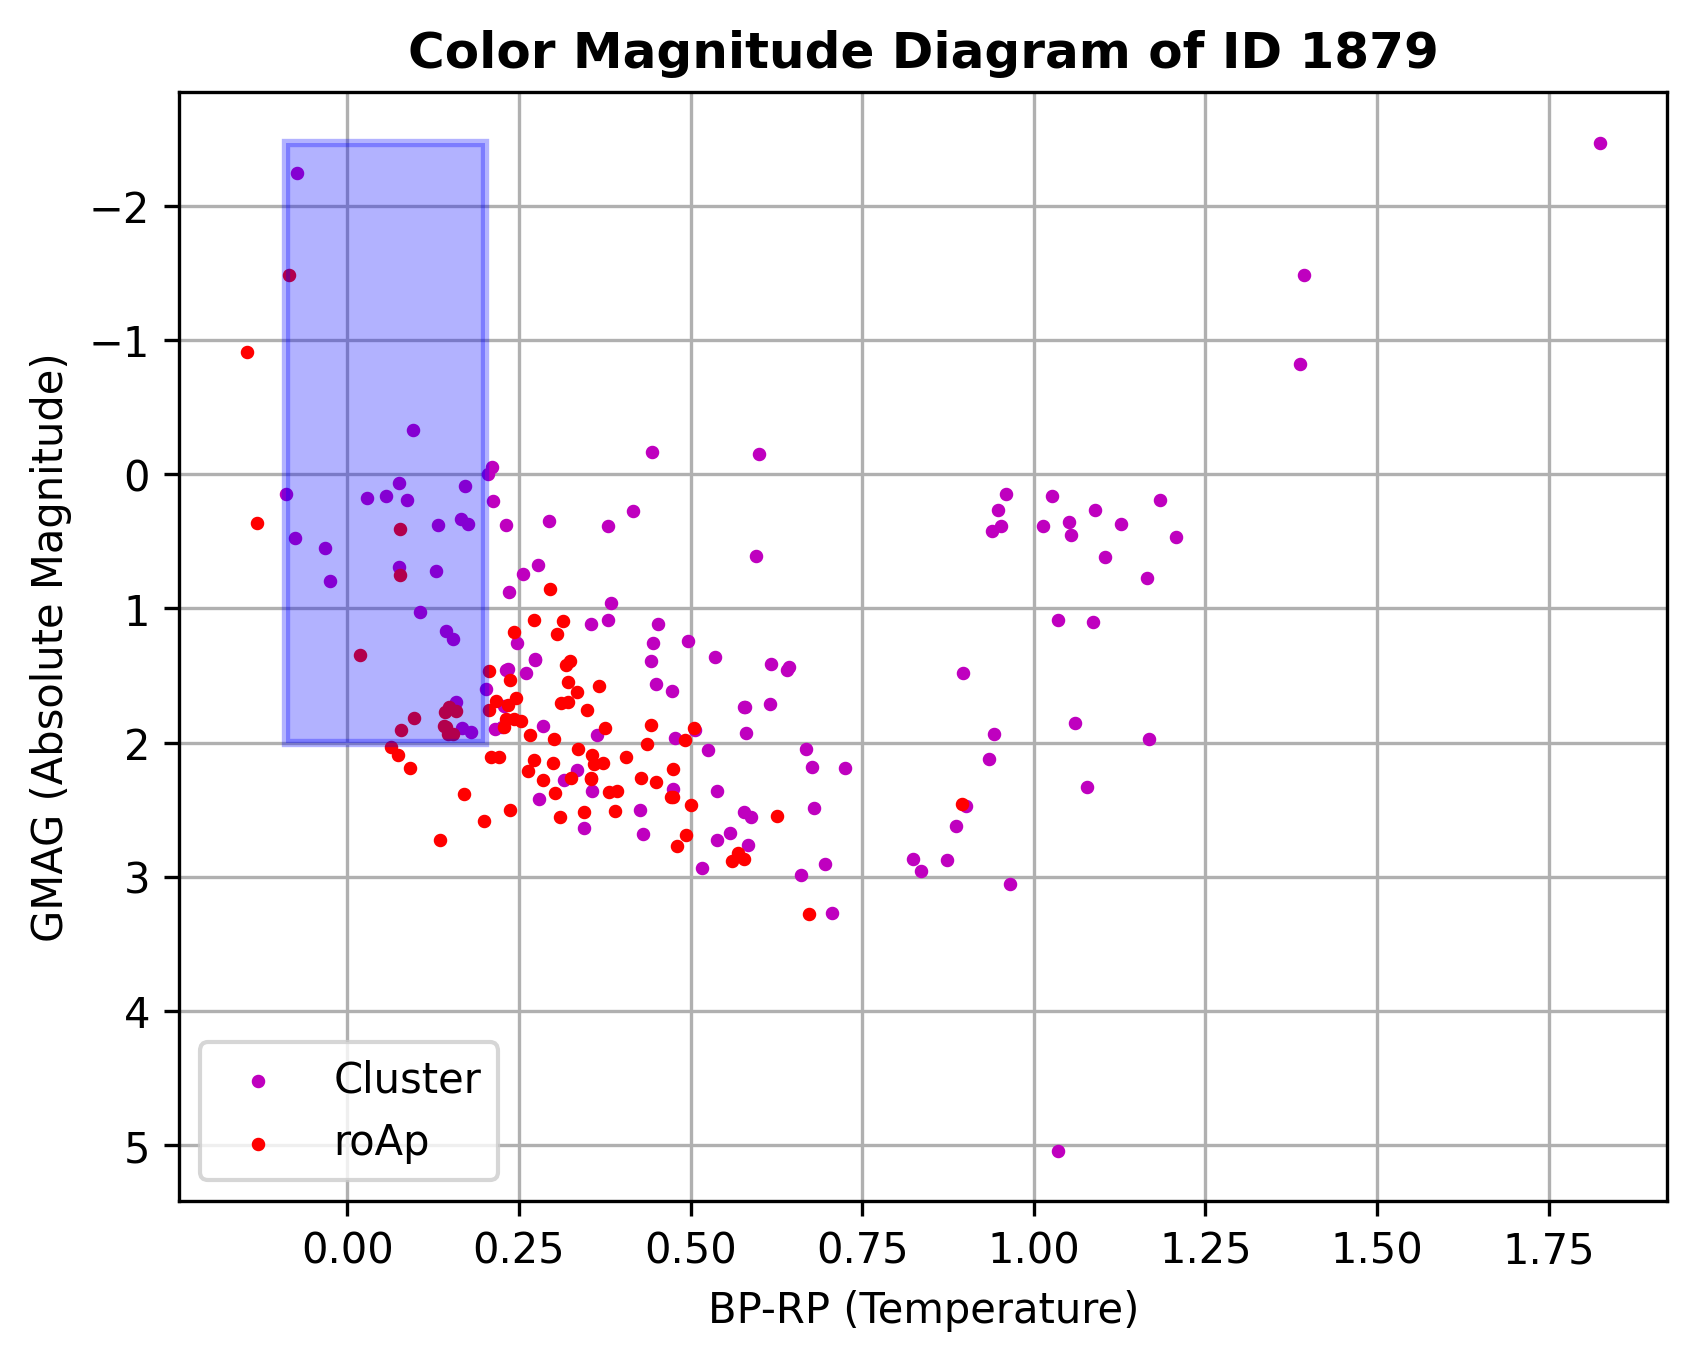 Color Magnitude Diagram of ID 1879
GMAG (Absolute Magnitude)
−2
−1
0
1
2
3
4
5
Cluster
roAp
0.00 0.25 0.50 0.75 1.00 1.25 1.50 1.75
BP-RP (Temperature)